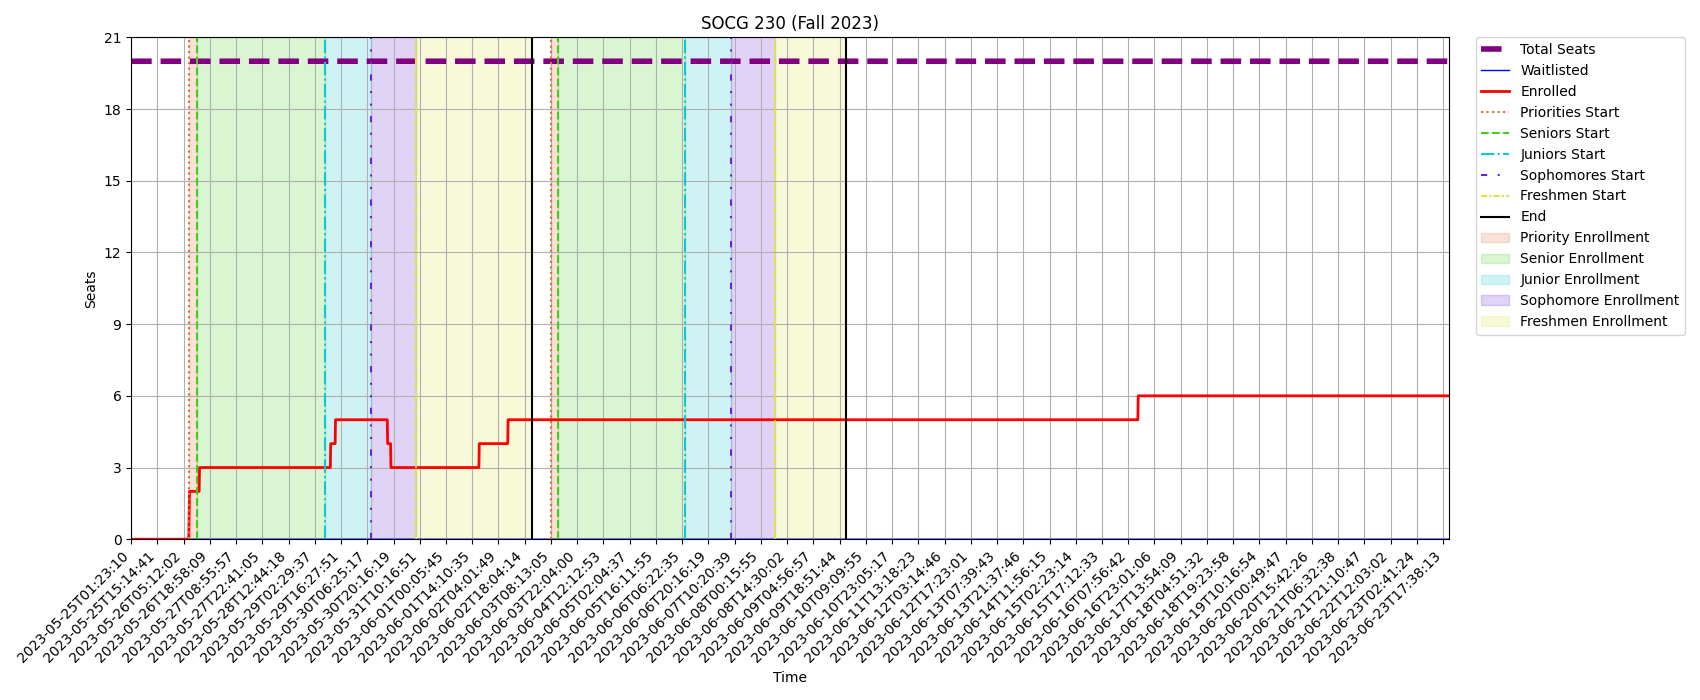 SOCG 230 (Fall 2023)
21
18
15
12
9
6
3
0
Seats
2023-05-25T01:23:10
2023-05-25T15:14:41
2023-05-26T05:12:02
2023-05-26T18:58:09
2023-05-27T08:55:57
2023-05-27T22:41:05
2023-05-28T12:44:18
2023-05-29T02:29:37
2023-05-29T16:27:51
2023-05-30T06:25:17
2023-05-30T20:16:19
2023-05-31T10:16:51
2023-06-01T00:05:45
2023-06-01T14:10:35
2023-06-02T04:01:49
2023-06-02T18:04:14
2023-06-03T08:13:05
2023-06-03T22:04:00
2023-06-04T12:12:53
2023-06-05T02:04:37
2023-06-05T16:11:55
2023-06-06T06:22:35
2023-06-06T20:16:19
2023-06-07T10:20:39
2023-06-08T00:15:55
2023-06-08T14:30:02
2023-06-09T04:56:57
2023-06-09T18:51:44
2023-06-10T09:09:55
2023-06-10T23:05:17
2023-06-11T13:18:23
2023-06-12T03:14:46
2023-06-12T17:23:01
2023-06-13T07:39:43
2023-06-13T21:37:46
2023-06-14T11:56:15
2023-06-15T02:23:14
2023-06-15T17:12:33
2023-06-16T07:56:42
2023-06-16T23:01:06
2023-06-17T13:54:09
2023-06-18T04:51:32
2023-06-18T19:23:58
2023-06-19T10:16:54
2023-06-20T00:49:47
2023-06-20T15:42:26
2023-06-21T06:32:38
2023-06-21T21:10:47
2023-06-22T12:03:02
2023-06-23T02:41:24
2023-06-23T17:38:13
Time
Total Seats
Waitlisted
Enrolled
Priorities Start
Seniors Start
Juniors Start
Sophomores Start
Freshmen Start
End
Priority Enrollment
Senior Enrollment
Junior Enrollment
Sophomore Enrollment
Freshmen Enrollment